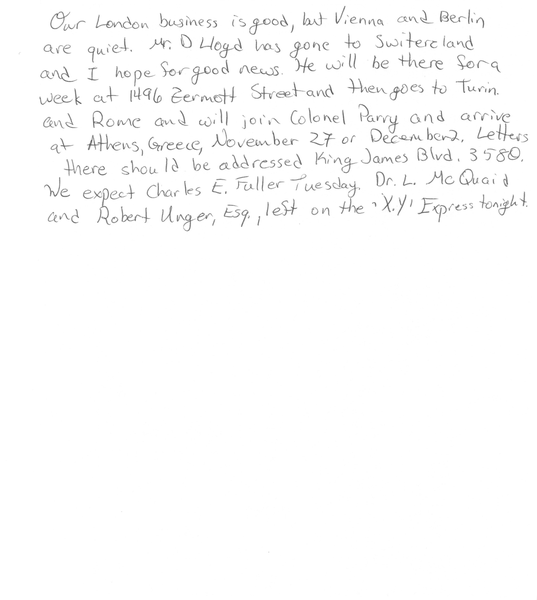 Our London business is good, but Vienna and Berlin
are quiet. Mr. D Lloyd has gone to Switercland
and I hope for good news. He will be there for a
week at 1496 Zermott Street and then goes to Turin.
and Rome and will join Colonel Parry and arrive
at Athens, Greece, November 27 or December 2. Letters
there should be addressed King James Blvd. 3580.
We expect Charles E. Fuller Tuesday. Dr. L. McQuaid
and Robert Unger, Esq., left on the 'X.Y' Express tonight.